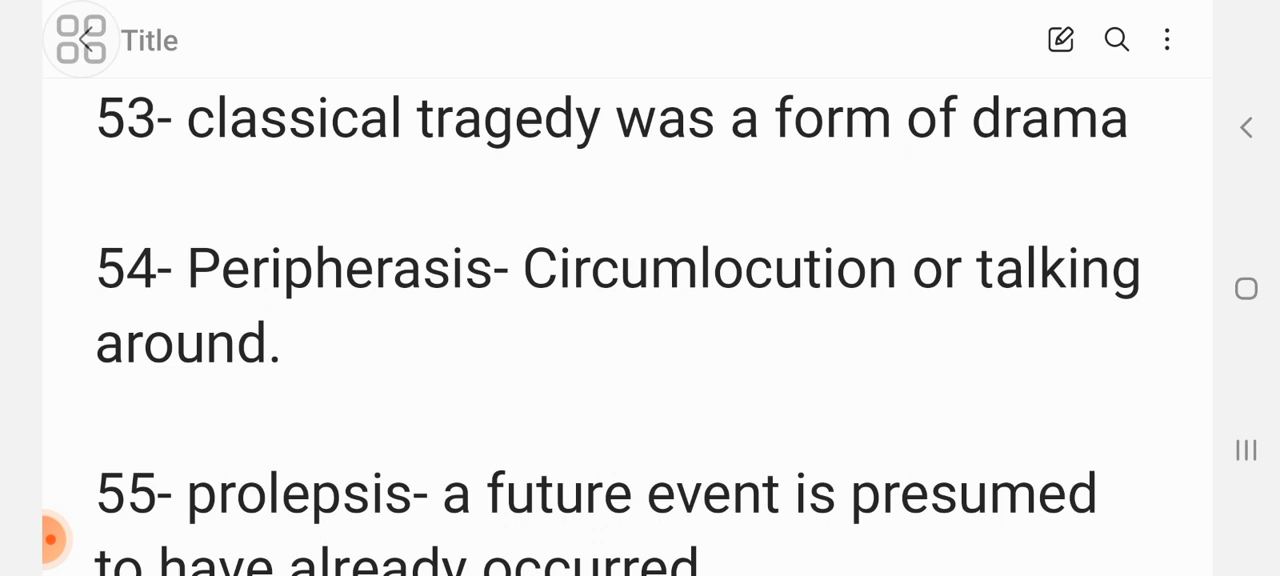 Title
53- classical tragedy was a form of drama
54- Peripherasis- Circumlocution or talking
around.
55- prolepsis- a future event is presumed
to have already occurred